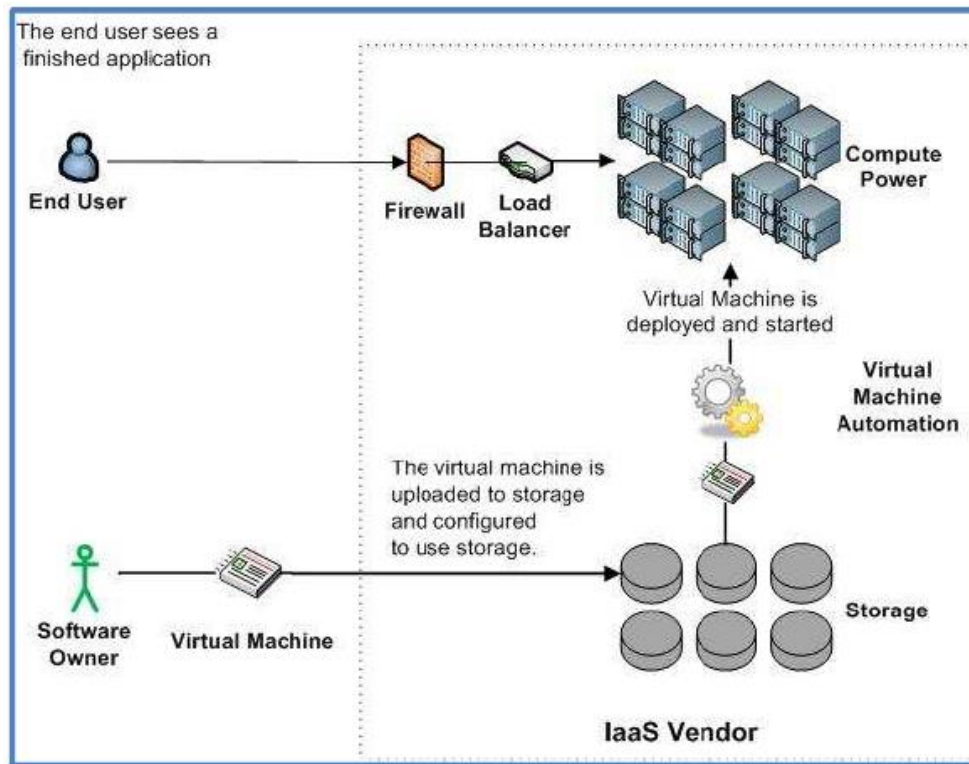 The end user sees a
finished application
End User
Firewall
Load
Balancer
Compute
Power
Virtual Machine is
deployed and started
Virtual
Machine
Automation
The virtual machine is
uploaded to storage
and configured
to use storage.
Software
Owner
Virtual Machine
Storage
IaaS Vendor